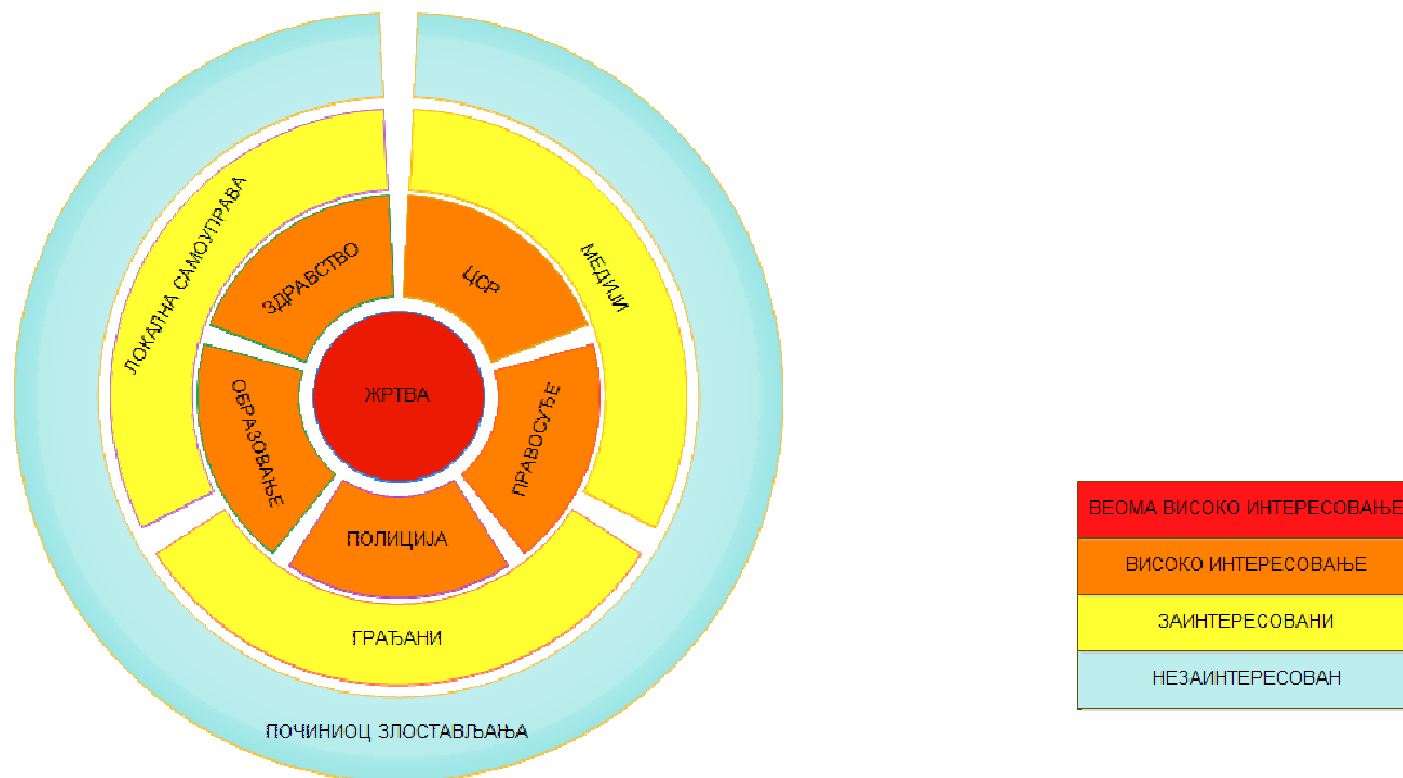 ЛОКАЛНА САМОУПРАВА
МЕДИЈИ
ЗДРАВСТВО
ЦСР
ОБРАЗОВАЊЕ
ЖРТВА
ПРАВОСУЂЕ
ПОЛИЦИЈА
ГРАЂАНИ
ПОЧИНИОЦ ЗЛОСТАВЉАЊА
ВЕОМА ВИСОКО ИНТЕРЕСОВАЊЕ
ВИСОКО ИНТЕРЕСОВАЊЕ
ЗАИНТЕРЕСОВАНИ
НЕЗАИНТЕРЕСОВАН